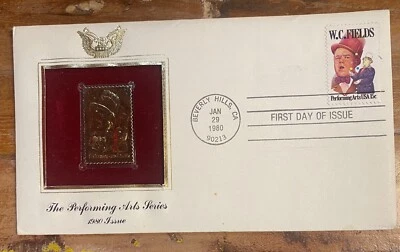 W.C. FIELDS
Performing Arts USA 15c
BEVERLY HILLS, CA
JAN
29
1980
90213
FIRST DAY OF ISSUE
The Performing Arts Series
1980 Issue